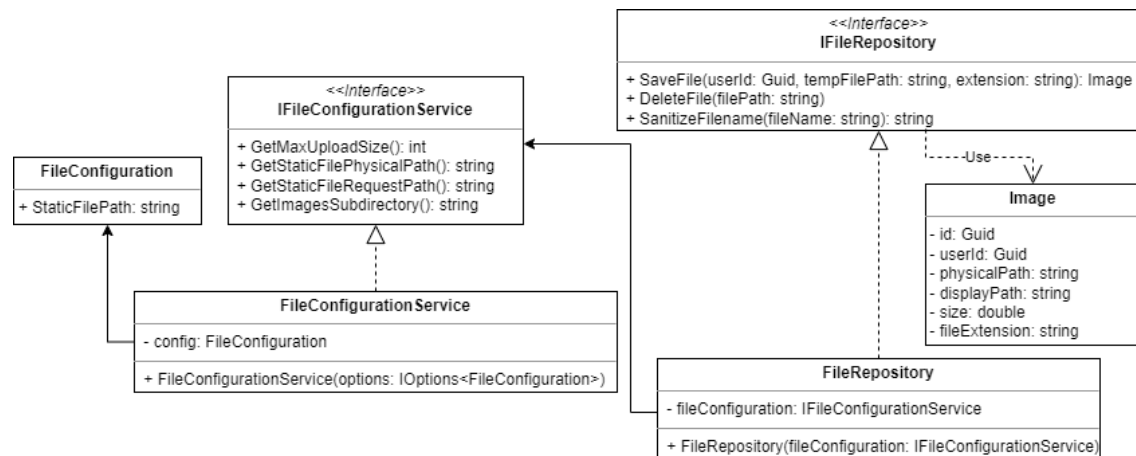 <<Interface>>
IFileRepository
+ SaveFile(userId: Guid, tempFilePath: string, extension: string): Image
+ DeleteFile(filePath: string)
+ SanitizeFilename(fileName: string): string
<<Interface>>
IFileConfigurationService
+ GetMaxUploadSize(): int
+ GetStaticFilePhysicalPath(): string
+ GetStaticFileRequestPath(): string
+ GetImagesSubdirectory(): string
FileConfiguration
+ StaticFilePath: string
Use
Image
- id: Guid
- userId: Guid
- physicalPath: string
- displayPath: string
- size: double
- fileExtension: string
FileConfigurationService
- config: FileConfiguration
+ FileConfigurationService(options: IOptions<FileConfiguration>)
FileRepository
- fileConfiguration: IFileConfigurationService
+ FileRepository(fileConfiguration: IFileConfigurationService)